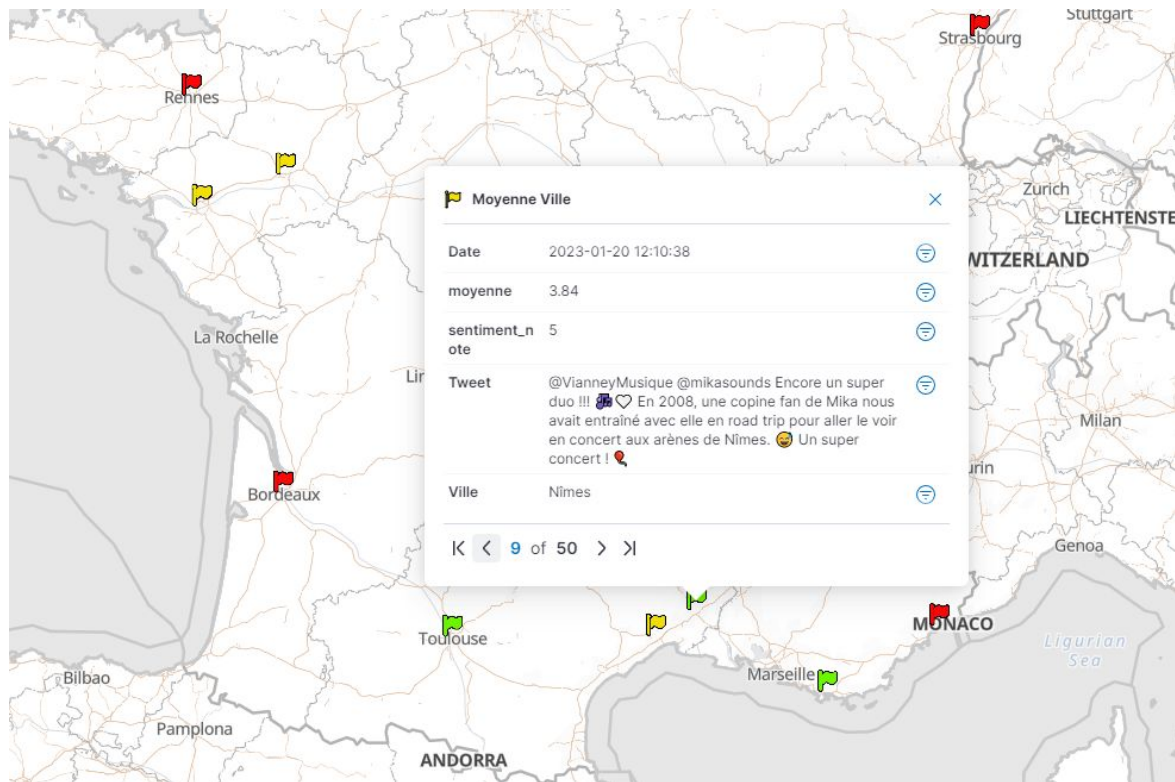 Stuttgart
Strasbourg
Rennes
Zurich
LIECHTENSTE
WITZERLAND
La Rochelle
Lir
Milan
urin
Bordeaux
Genoa
MONACO
Toulouse
Ligurian
Sea
Marseille
Bilbao
Pamplona
ANDORRA
Moyenne Ville
Date 2023-01-20 12:10:38
moyenne 3.84
sentiment_n 5
ote
Tweet @VianneyMusique @mikasounds Encore un super
duo !!! 🎶🤍 En 2008, une copine fan de Mika nous
avait entraîné avec elle en road trip pour aller le voir
en concert aux arènes de Nîmes. 😅 Un super
concert ! 🎈
Ville Nîmes
9 of 50